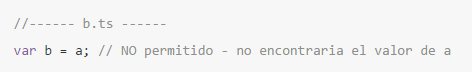 //------ b.ts ------
var b = a; // NO permitido - no encontraria el valor de a